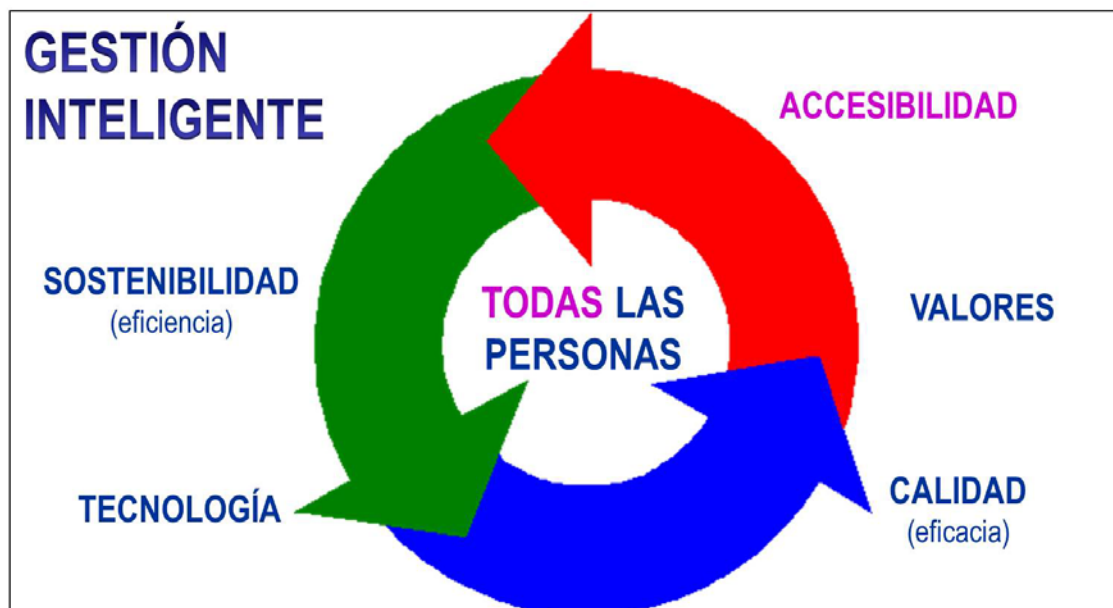 GESTIÓN
INTELIGENTE
ACCESIBILIDAD
SOSTENIBILIDAD
(eficiencia)
TODAS LAS
PERSONAS
VALORES
TECNOLOGÍA
CALIDAD
(eficacia)